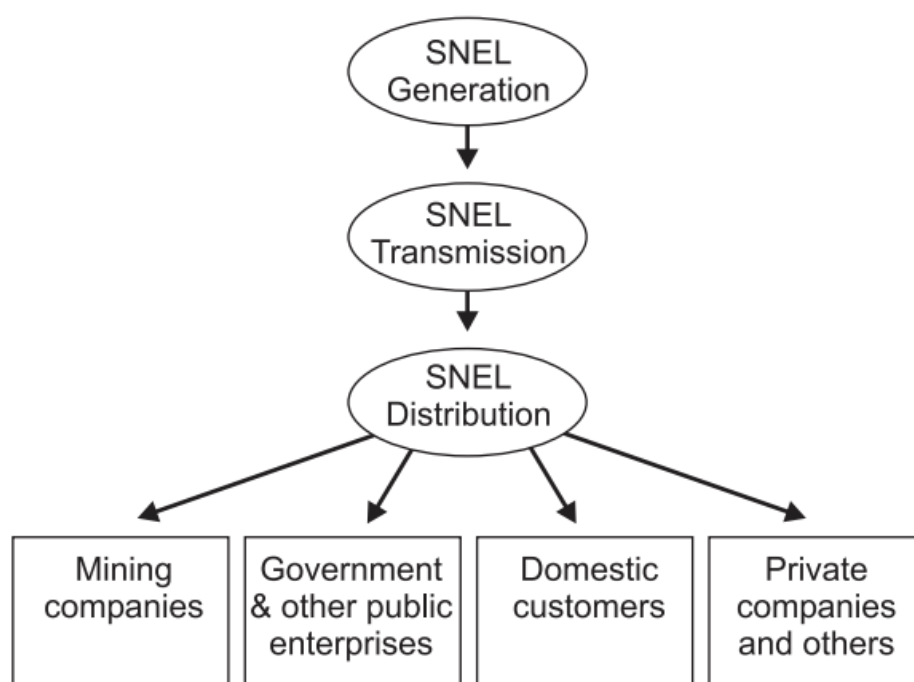 SNEL
Generation
SNEL
Transmission
SNEL
Distribution
Mining
companies
Government
& other public
enterprises
Domestic
customers
Private
companies
and others